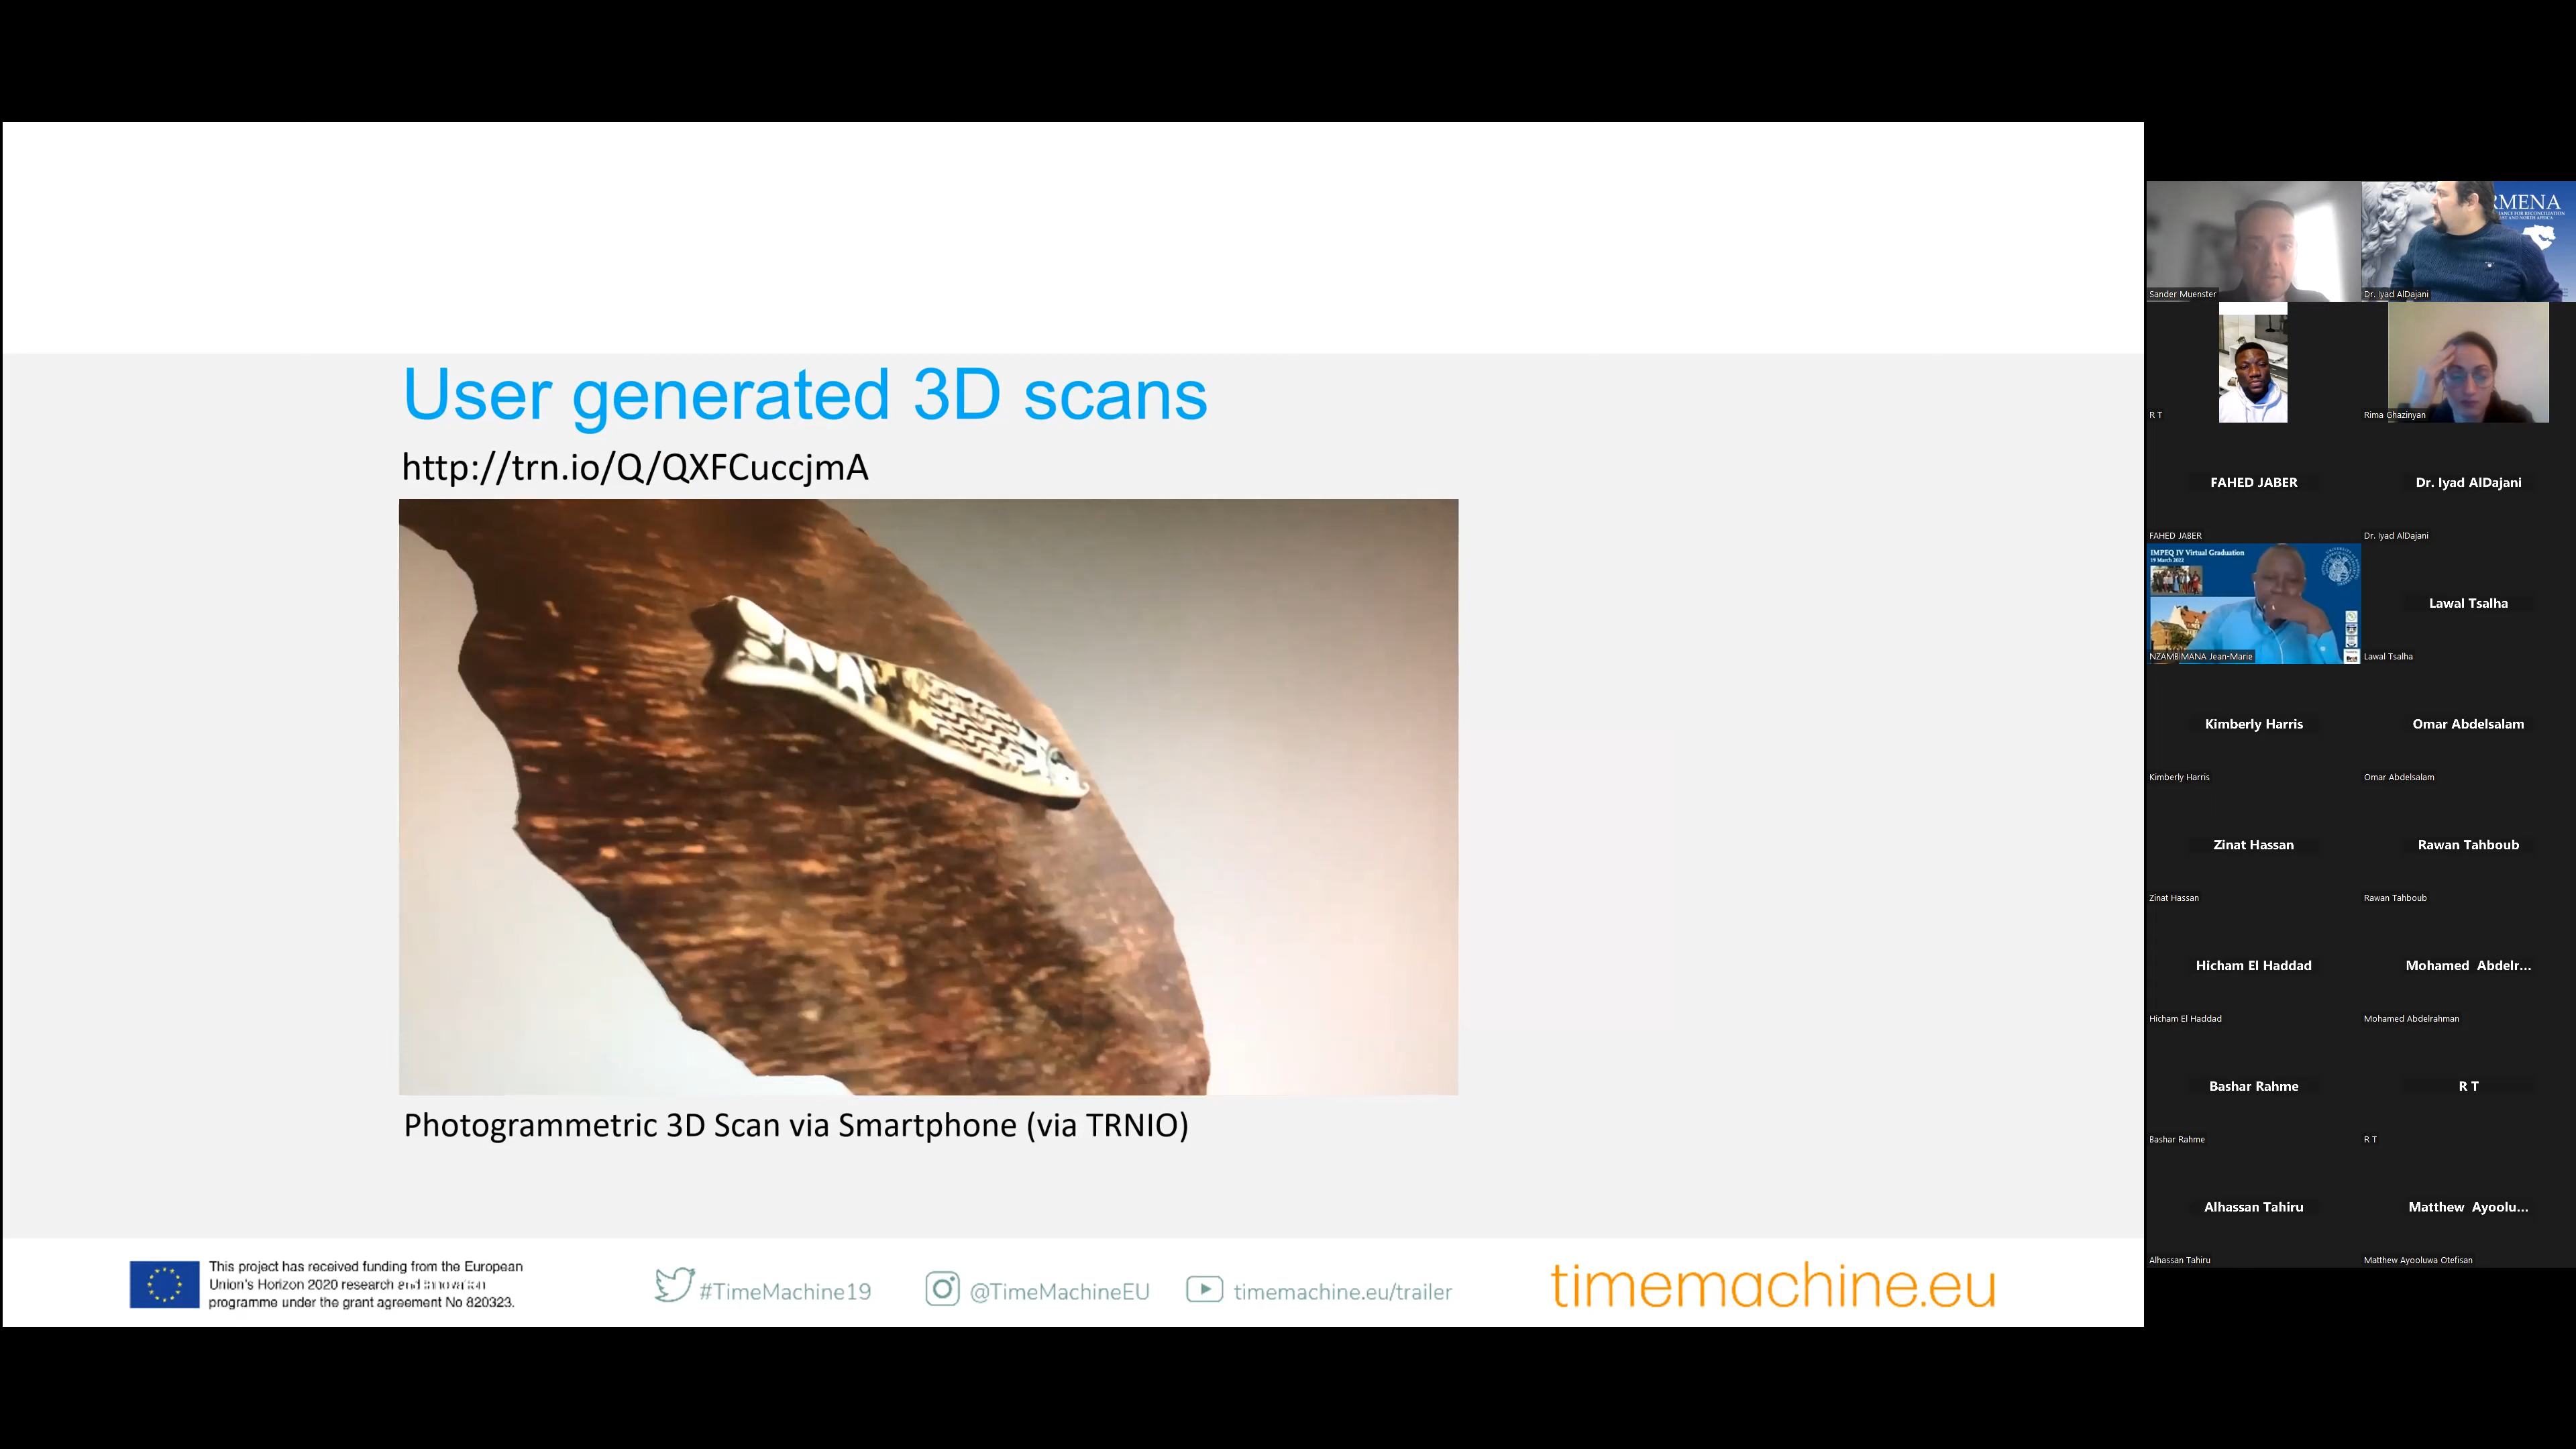 User generated 3D scans
http://trn.io/Q/QXFCuccjmA
Photogrammetric 3D Scan via Smartphone (via TRNIO)
This project has received funding from the European
Union's Horizon 2020 research and innovation
programme under the grant agreement No 820323.
#TimeMachine19
@TimeMachineEU
timemachine.eu/trailer
timemachine.eu
Sander Muenster
RMENA
Dr. Iyad AlDajani
R T
Rima Ghazinyan
FAHED JABER
FAHED JABER
Dr. Iyad AlDajani
Dr. Iyad AlDajani
IMPEQ IV Virtual Graduation
19 March 2022
NZAMBIMANA Jean-Marie
Lawal Tsalha
Lawal Tsalha
Kimberly Harris
Kimberly Harris
Omar Abdelsalam
Omar Abdelsalam
Zinat Hassan
Zinat Hassan
Rawan Tahboub
Rawan Tahboub
Hicham El Haddad
Hicham El Haddad
Mohamed Abdelr...
Mohamed Abdelrahman
Bashar Rahme
Bashar Rahme
R T
R T
Alhassan Tahiru
Alhassan Tahiru
Matthew Ayoolu...
Matthew Ayooluwa Otefisan